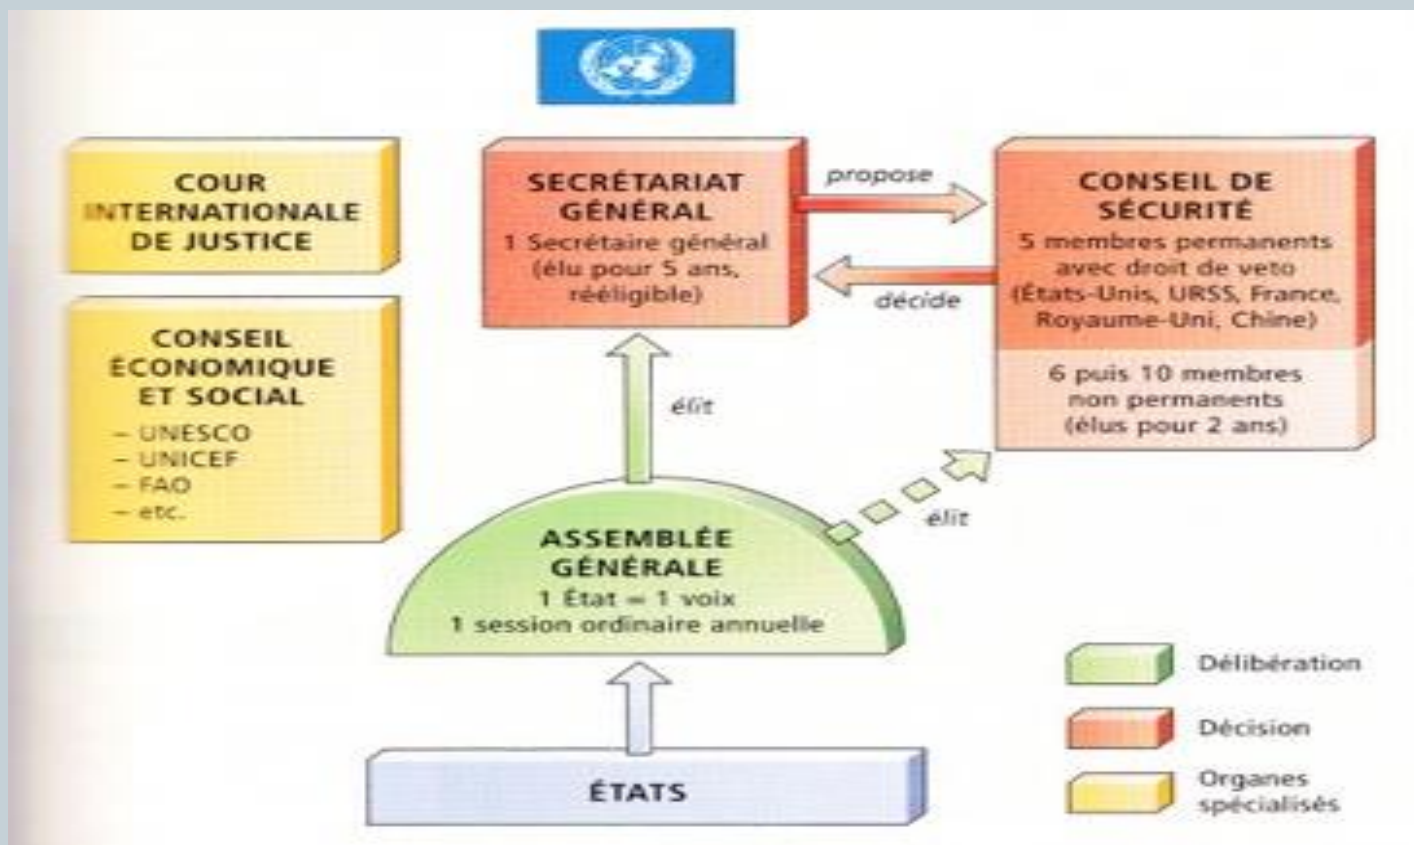 COUR
INTERNATIONALE
DE JUSTICE
CONSEIL
ÉCONOMIQUE
ET SOCIAL
– UNESCO
– UNICEF
– FAO
– etc.
SECRÉTARIAT
GÉNÉRAL
1 Secrétaire général
(élu pour 5 ans,
rééligible)
propose
décide
CONSEIL DE
SÉCURITÉ
5 membres permanents
avec droit de veto
(États-Unis, URSS, France,
Royaume-Uni, Chine)
6 puis 10 membres
non permanents
(élus pour 2 ans)
élit
élit
ASSEMBLÉE
GÉNÉRALE
1 État = 1 voix
1 session ordinaire annuelle
ÉTATS
Délibération
Décision
Organes
spécialisés